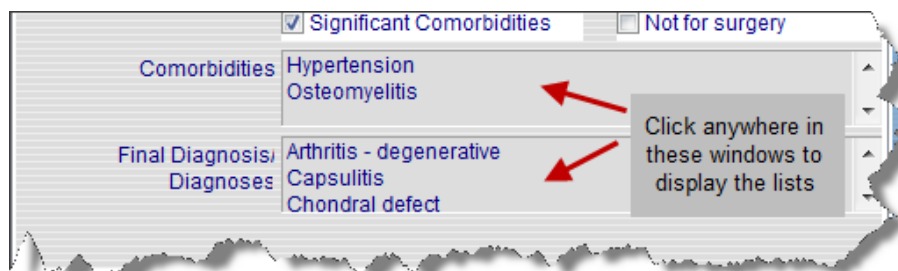 Significant Comorbidities Not for surgery
Comorbidities Hypertension
Osteomyelitis
Final Diagnosis/ Arthritis - degenerative
Diagnoses Capsulitis
Chondral defect
Click anywhere in
these windows to
display the lists